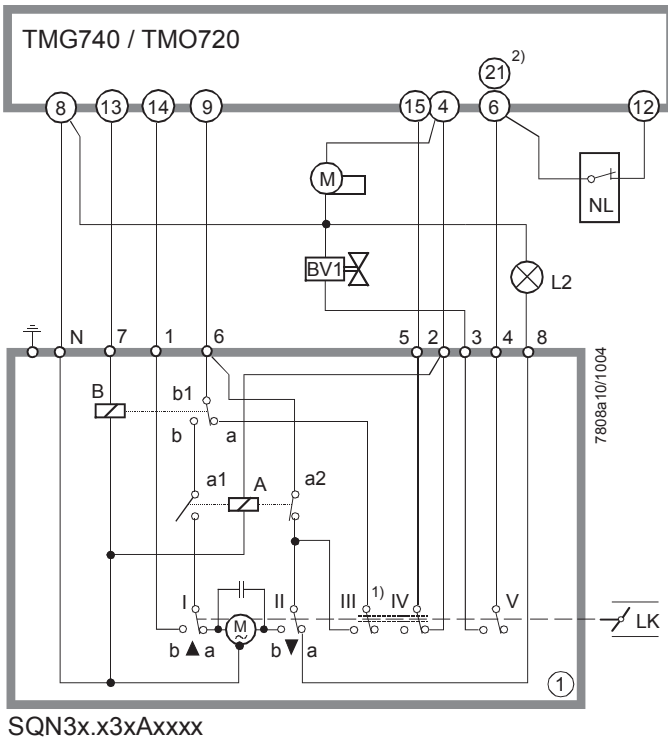 TMG740 / TMO720
21 2)
8 13 14 9 15 4 6 12
M
NL
BV1
L2
N 7 1 6 5 2 3 4 8
7808a10/1004
B b1
b a
a1 A a2
I II III 1) IV V
M ~
LK
b ▲ a b ▼ a
1
SQN3x.x3xAxxxx